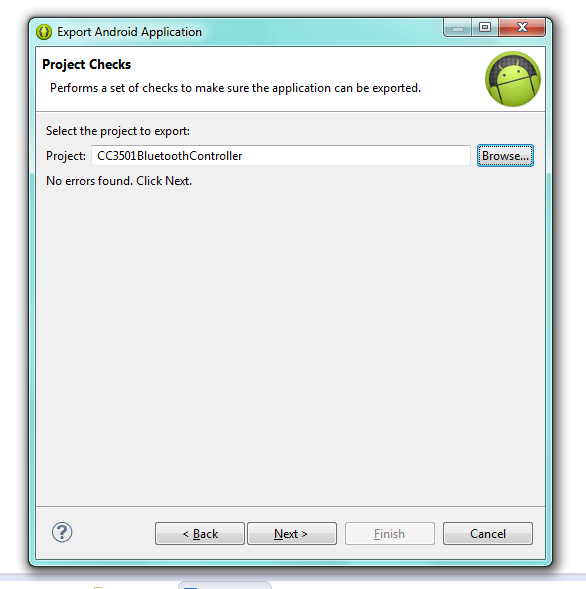 Export Android Application
Project Checks
Performs a set of checks to make sure the application can be exported.
Select the project to export:
Project: CC3501BluetoothController Browse...
No errors found. Click Next.
? < Back Next > Finish Cancel